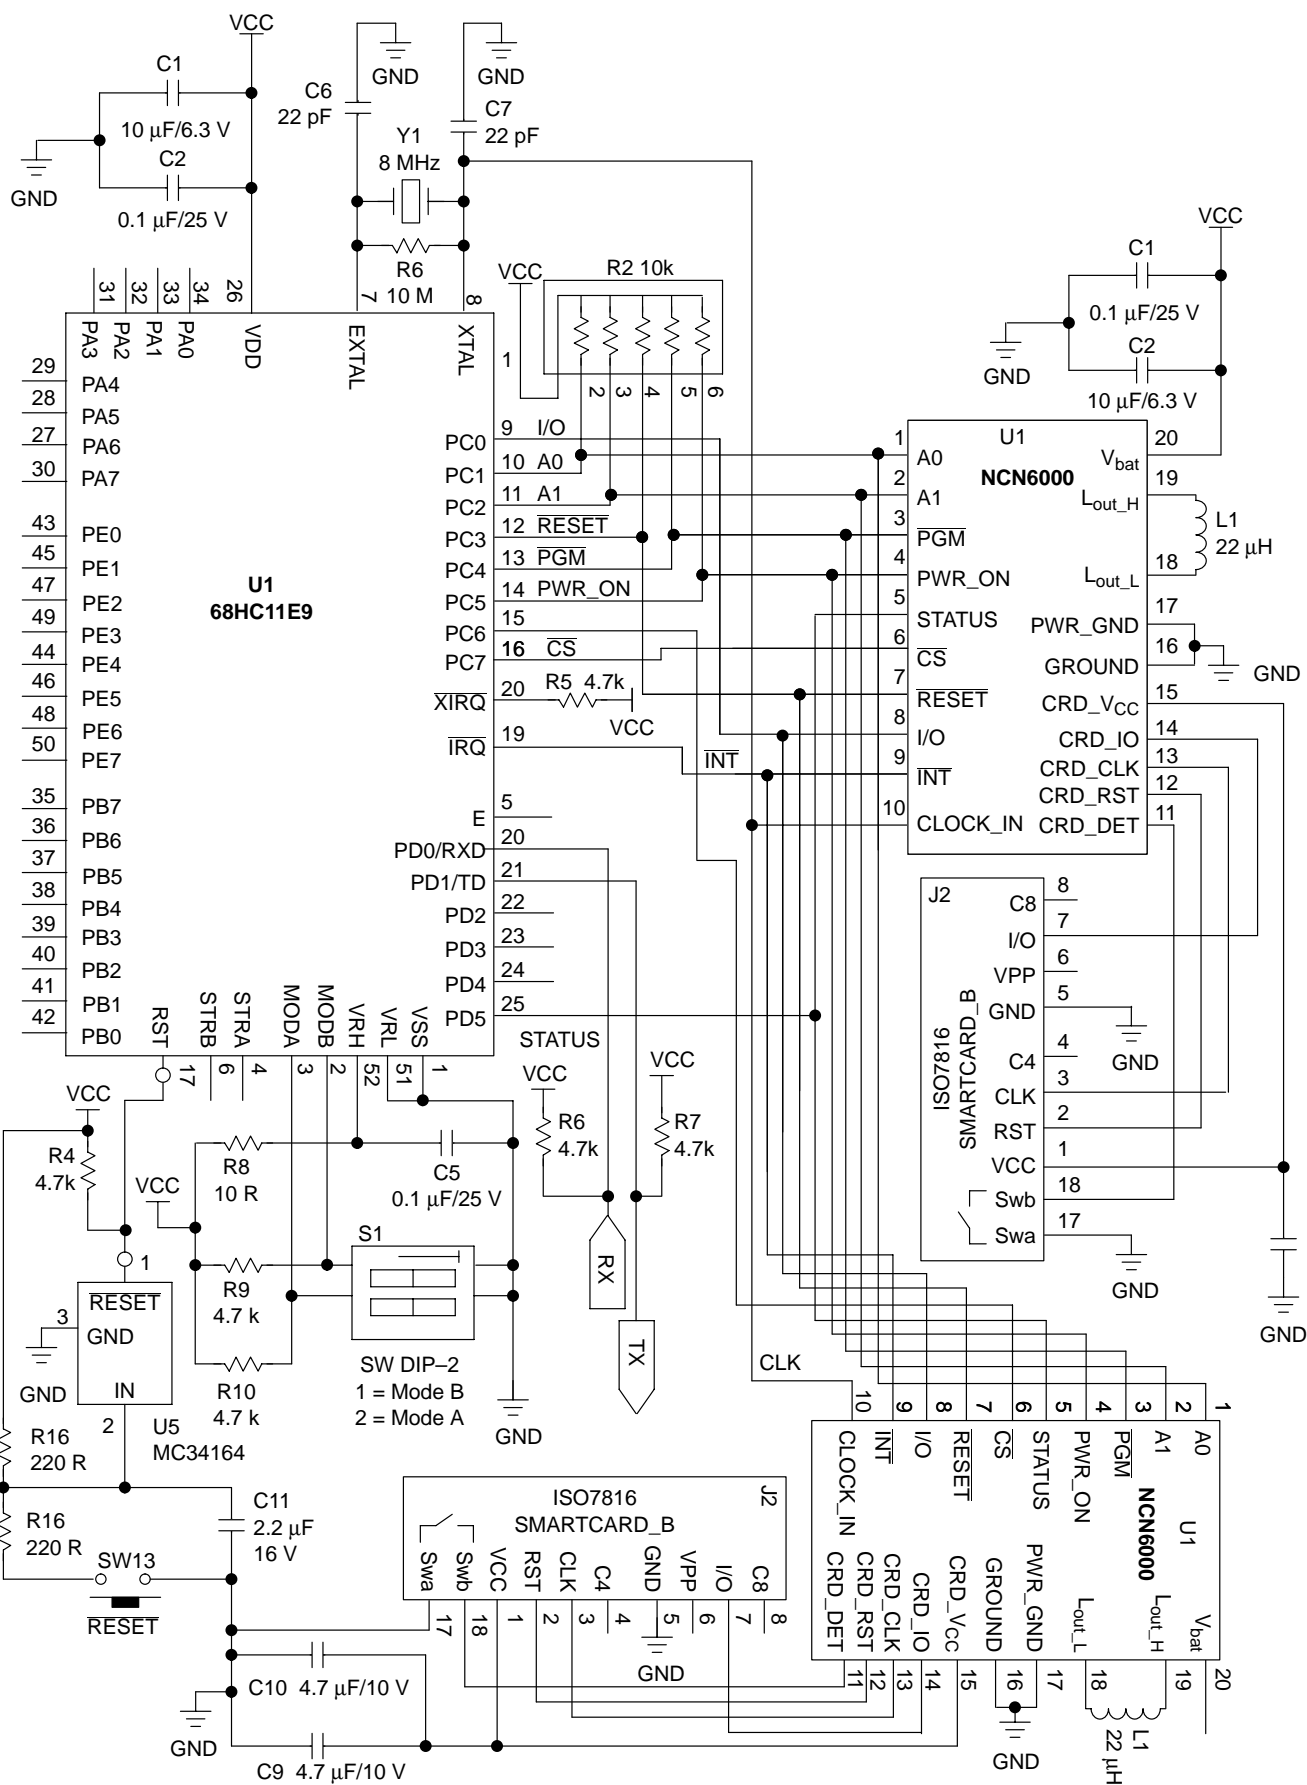 VCC
C1
10 μF/6.3 V
C2
0.1 μF/25 V
GND
GND
GND
C6
22 pF
C7
22 pF
Y1
8 MHz
R6
10 M
VCC
R2 10k
1
2
3
4
5
6
31
32
33
34
26
7
8
PA3
PA2
PA1
PA0
VDD
EXTAL
XTAL
29 PA4
28 PA5
27 PA6
30 PA7
43 PE0
45 PE1
47 PE2
49 PE3
44 PE4
46 PE5
48 PE6
50 PE7
35 PB7
36 PB6
37 PB5
38 PB4
39 PB3
40 PB2
41 PB1
42 PB0
U1
68HC11E9
PC0 9 I/O
PC1 10 A0
PC2 11 A1
PC3 12 RESET
PC4 13 PGM
PC5 14 PWR_ON
PC6 15
PC7 16 CS
XIRQ 20 R5 4.7k
VCC
IRQ 19
INT
E 5
PD0/RXD 20
PD1/TD 21
PD2 22
PD3 23
PD4 24
PD5 25
STATUS
RST
STRB
STRA
MODA
MODB
VRH
VRL
VSS
17
6
4
3
2
52
51
1
VCC
C1
0.1 μF/25 V
C2
10 μF/6.3 V
GND
U1
NCN6000
1 A0
2 A1
3 PGM
4 PWR_ON
5 STATUS
6 CS
7 RESET
8 I/O
9 INT
10 CLOCK_IN
Vbat 20
Lout_H 19
L1
22 μH
Lout_L 18
PWR_GND 17
GROUND 16
GND
CRD_VCC 15
CRD_IO 14
CRD_CLK 13
CRD_RST 12
CRD_DET 11
J2
ISO7816
SMARTCARD_B
C8 8
I/O 7
VPP 6
GND 5
GND
C4 4
CLK 3
RST 2
VCC 1
Swb 18
Swa 17
GND
GND
VCC
R4
4.7k
VCC
R8
10 R
R9
4.7 k
R10
4.7 k
C5
0.1 μF/25 V
S1
SW DIP–2
1 = Mode B
2 = Mode A
GND
VCC
R6
4.7k
VCC
R7
4.7k
RX
TX
1
RESET
3
GND
GND
IN
2
U5
MC34164
R16
220 R
R16
220 R
C11
2.2 μF
16 V
SW13
RESET
C10 4.7 μF/10 V
GND
C9 4.7 μF/10 V
ISO7816
SMARTCARD_B
J2
Swa
Swb
VCC
RST
CLK
C4
GND
VPP
I/O
C8
17
18
1
2
3
4
5
6
7
8
GND
CLK
10
9
8
7
6
5
4
3
2
1
CLOCK_IN
INT
I/O
RESET
CS
STATUS
PWR_ON
PGM
A1
A0
U1
NCN6000
CRD_DET
CRD_RST
CRD_CLK
CRD_IO
CRD_VCC
GROUND
PWR_GND
Lout_L
Lout_H
Vbat
11
12
13
14
15
16
17
18
19
20
GND
L1
22 μH